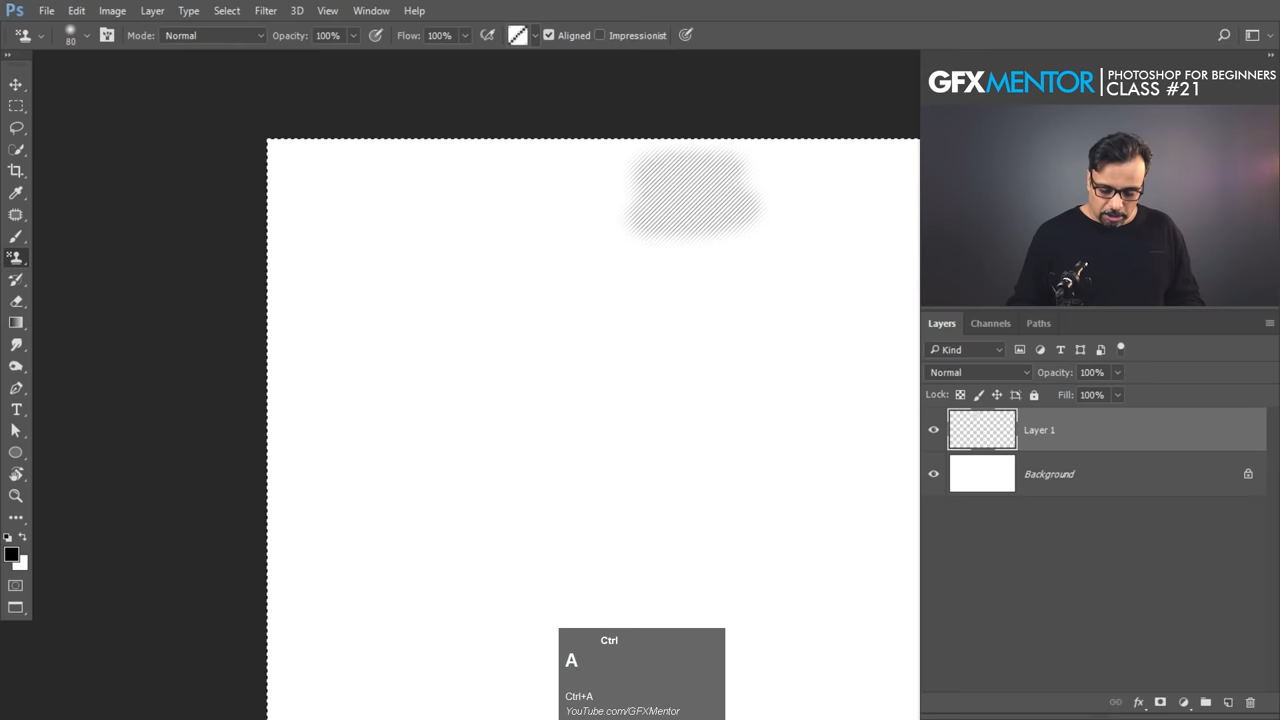 Ps File Edit Image Layer Type Select Filter 3D View Window Help
80 Mode: Normal Opacity: 100% Flow: 100% Aligned Impressionist
GFXMENTOR PHOTOSHOP FOR BEGINNERS
CLASS #21
Layers Channels Paths
Kind
Normal Opacity: 100%
Lock: Fill: 100%
Layer 1
Background
fx
T
Ctrl
A
Ctrl+A
YouTube.com/GFXMentor